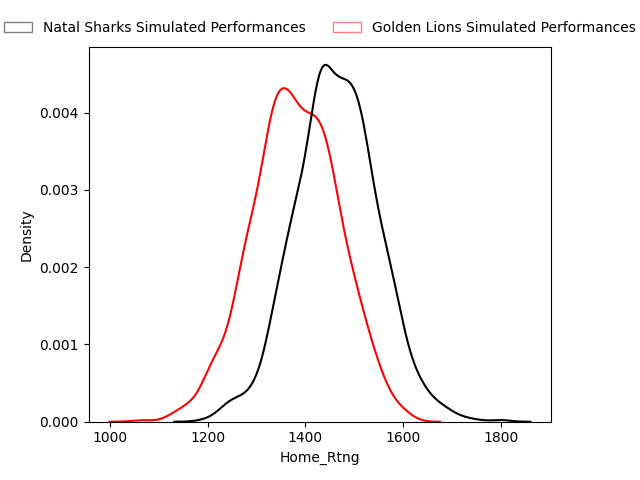 Natal Sharks Simulated Performances Golden Lions Simulated Performances
0.004
0.003
0.002
0.001
0.000
Density
1000 1200 1400 1600 1800
Home_Rtng